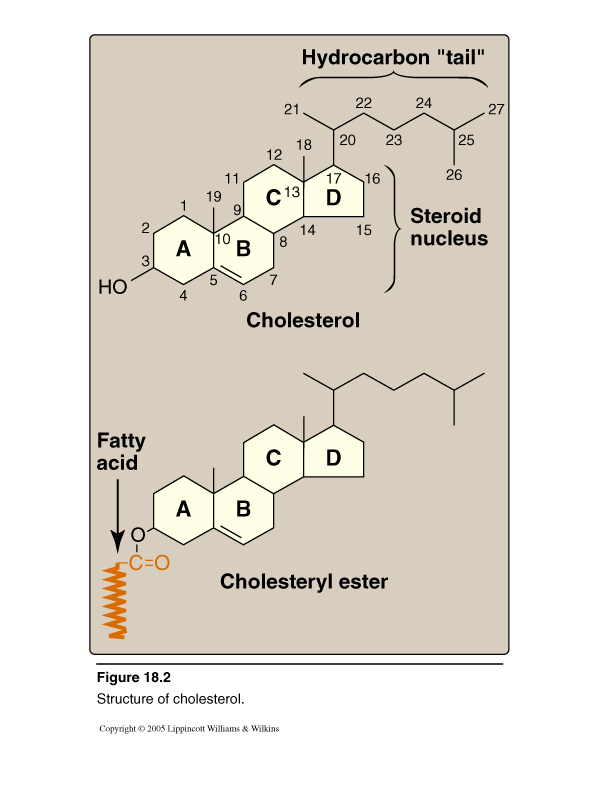 Hydrocarbon "tail"
21
22
24
27
20
23
25
26
18
12
11
17
16
19
C
13
D
1
9
2
10
8
14
15
A
B
3
5
7
HO
4
6
Steroid
nucleus
Cholesterol
Fatty
acid
C
D
A
B
O
C=O
Cholesteryl ester
Figure 18.2
Structure of cholesterol.
Copyright © 2005 Lippincott Williams & Wilkins